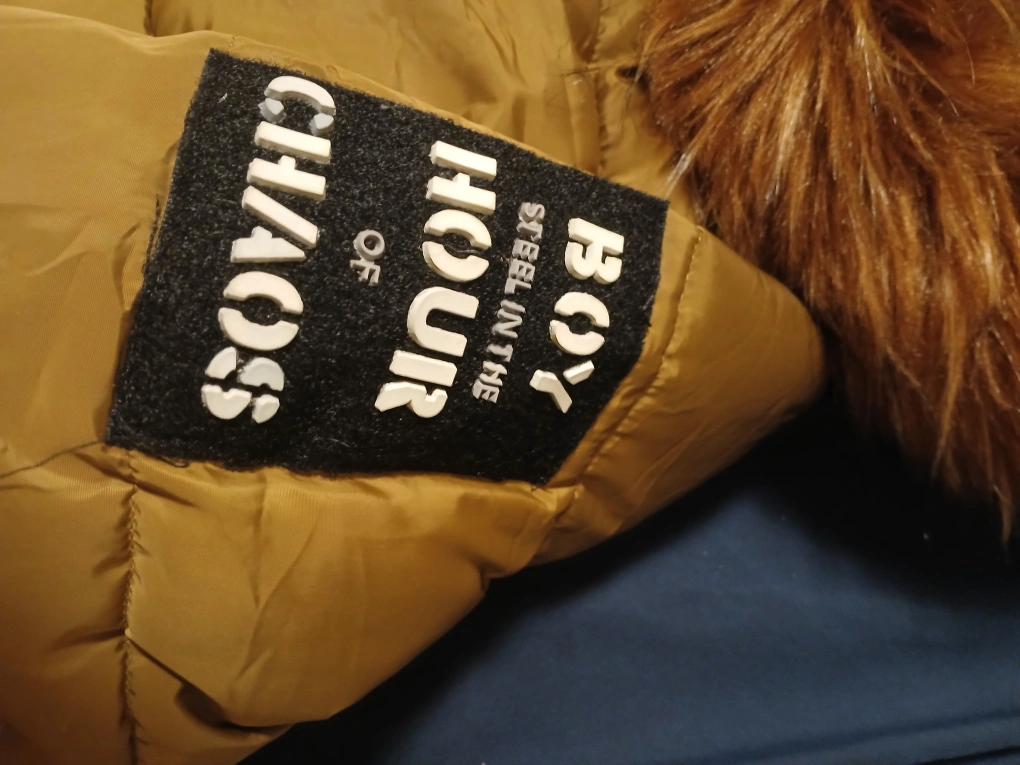 BOY
STEEL IN THE
HOUR
OF
CHAOS